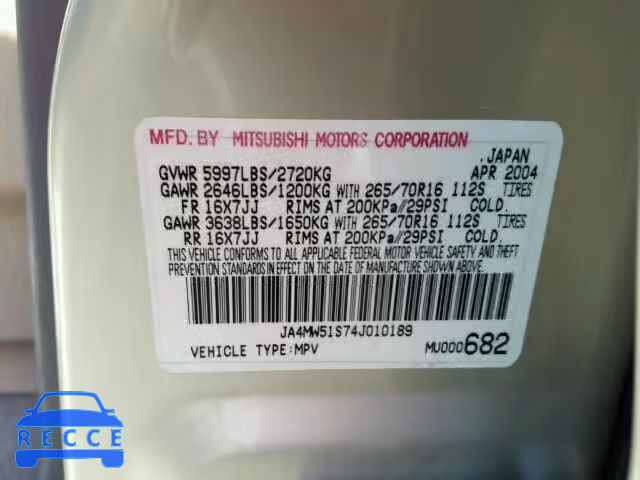 MFD. BY MITSUBISHI MOTORS CORPORATION
, JAPAN
GVWR 5997LBS/2720KG APR 2004
GAWR 2646LBS/1200KG WITH 265/70R16 112S TIRES
FR 16X7JJ RIMS AT 200KPa//29PSI COLD.
GAWR 3638LBS/1650KG WITH 265/70R16 112S TIRES
RR 16X7JJ RIMS AT 200KPa//29PSI COLD.
THIS VEHICLE CONFORMS TO ALL APPLICABLE FEDERAL MOTOR VEHICLE SAFETY AND THEFT
PREVENTION STANDARDS IN EFFECT ON THE DATE OF MANUFACTURE SHOWN ABOVE.
JA4MW51S74J010189
VEHICLE TYPE:MPV MU000682
RECCE